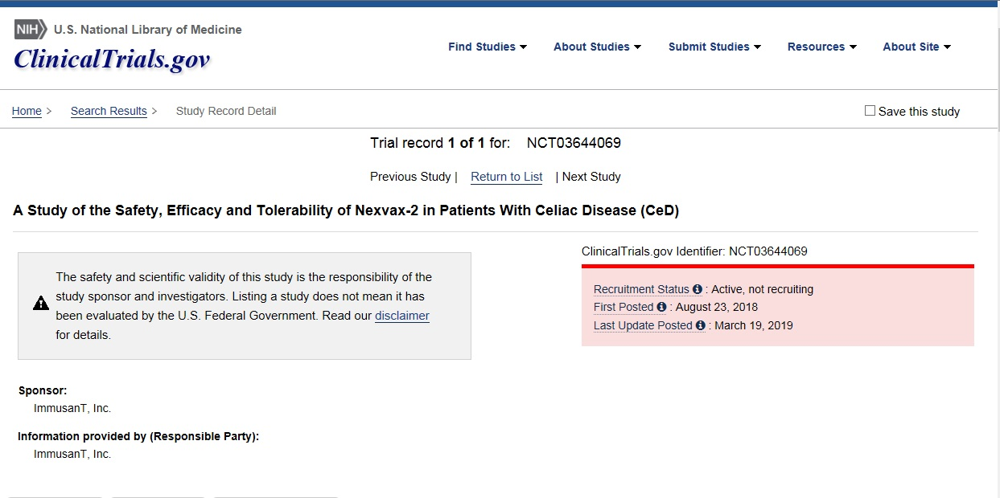 NIH U.S. National Library of Medicine
ClinicalTrials.gov
Find Studies About Studies Submit Studies Resources About Site
Home > Search Results > Study Record Detail
Save this study
Trial record 1 of 1 for: NCT03644069
Previous Study | Return to List | Next Study
A Study of the Safety, Efficacy and Tolerability of Nexvax-2 in Patients With Celiac Disease (CeD)
The safety and scientific validity of this study is the responsibility of the
study sponsor and investigators. Listing a study does not mean it has
been evaluated by the U.S. Federal Government. Read our disclaimer
for details.
ClinicalTrials.gov Identifier: NCT03644069
Recruitment Status : Active, not recruiting
First Posted : August 23, 2018
Last Update Posted : March 19, 2019
Sponsor:
ImmusanT, Inc.
Information provided by (Responsible Party):
ImmusanT, Inc.